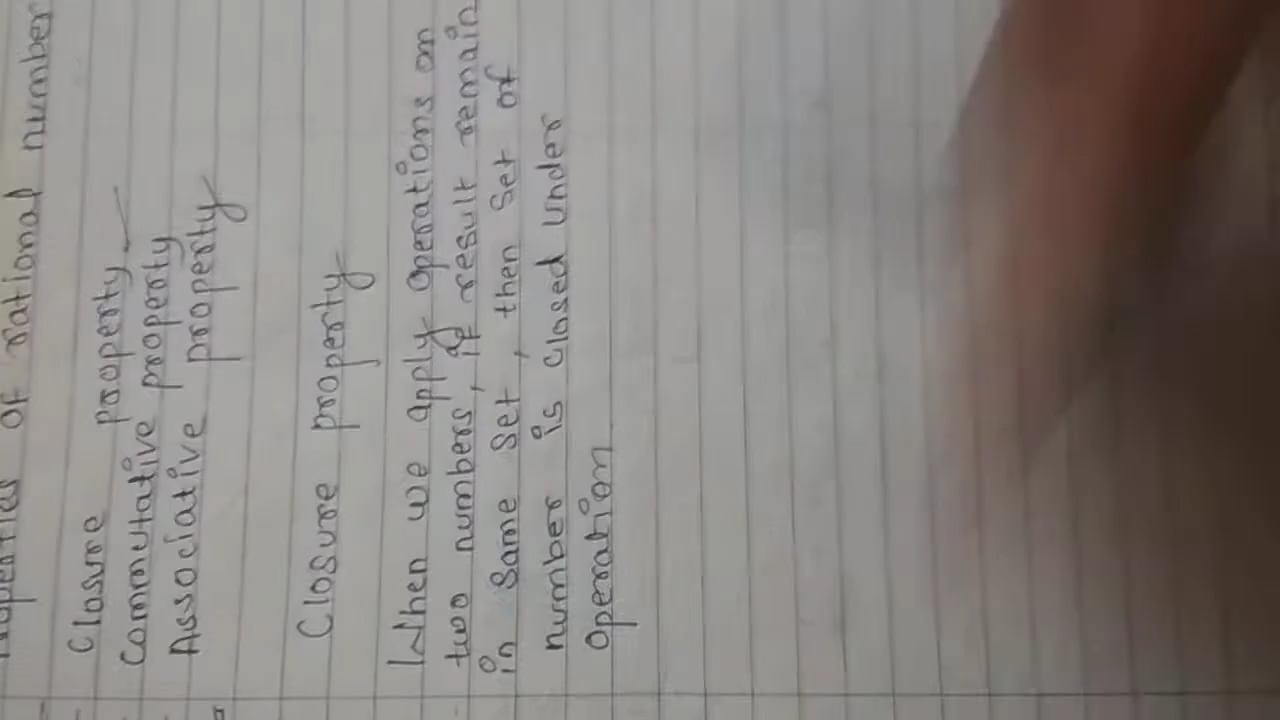 Properties of rational number
Closure property
Commutative property
Associative property
Closure property
When we apply operations on
two numbers, if result remain
in same set, then set of
number is closed under
operation